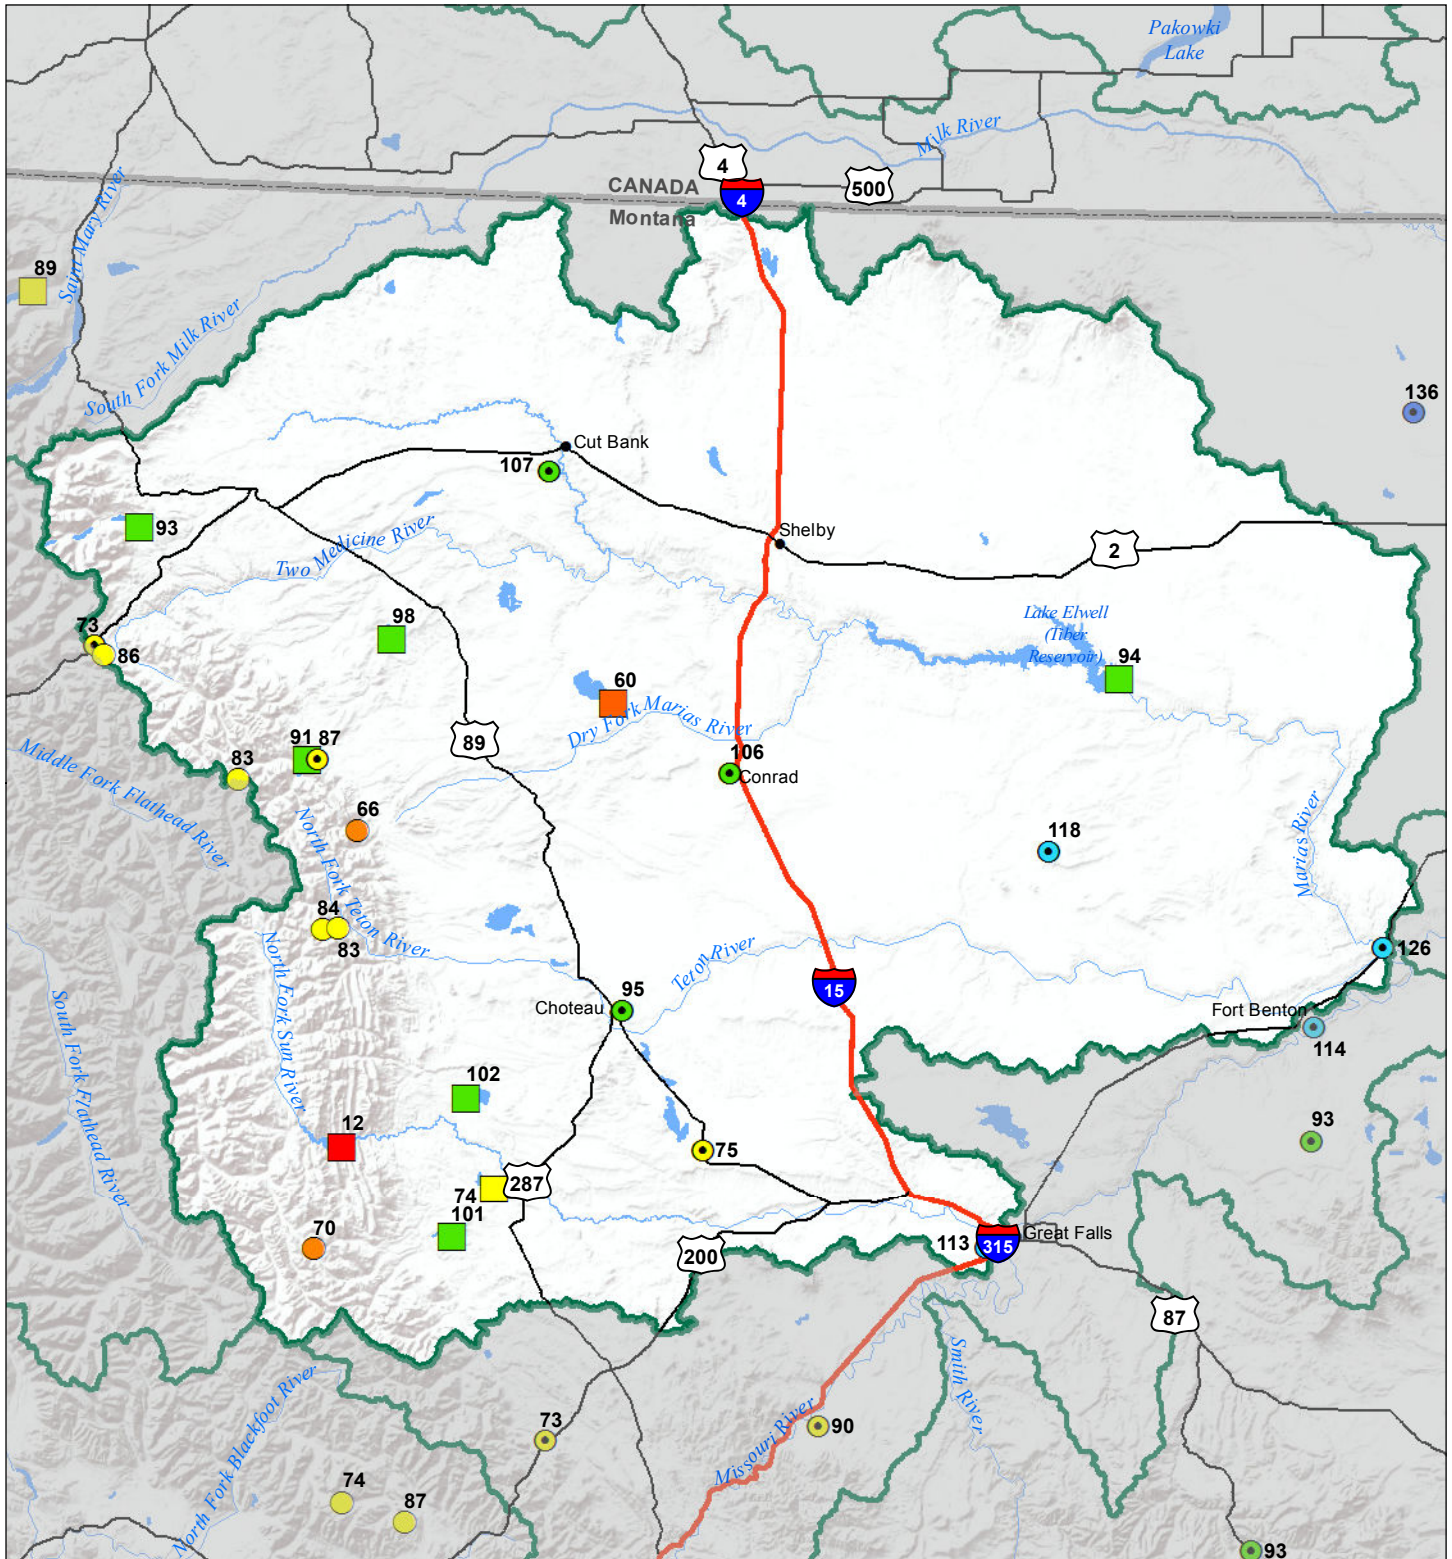 Pakowki
Lake
Milk River
4
CANADA
500
4
Montana
Saint Mary River
89
South Fork Milk River
136
Cut Bank
107
93
Shelby
Two Medicine River
2
Lake Elwell
(Tiber
Reservoir)
98
73
86
94
60
Dry Fork Marias River
89
91
87
83
106
Conrad
Middle Fork Flathead River
66
118
Marias River
North Fork Teton River
84
83
126
Teton River
15
North Fork Sun River
95
Choteau
Fort Benton
114
South Fork Flathead River
102
12
93
75
287
74
101
70
200
113
315
Great Falls
87
Smith River
North Fork Blackfoot River
73
90
Missouri River
74
87
93